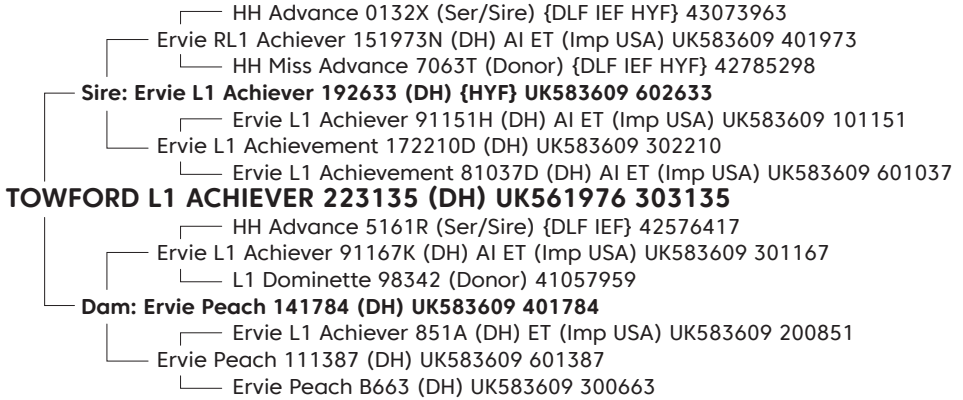 HH Advance 0132X (Ser/Sire) {DLF IEF HYF} 43073963
Ervie RL1 Achiever 151973N (DH) AI ET (Imp USA) UK583609 401973
HH Miss Advance 7063T (Donor) {DLF IEF HYF} 42785298
Sire: Ervie L1 Achiever 192633 (DH) {HYF} UK583609 602633
Ervie L1 Achiever 91151H (DH) AI ET (Imp USA) UK583609 101151
Ervie L1 Achievement 172210D (DH) UK583609 302210
Ervie L1 Achievement 81037D (DH) AI ET (Imp USA) UK583609 601037
TOWFORD L1 ACHIEVER 223135 (DH) UK561976 303135
HH Advance 5161R (Ser/Sire) {DLF IEF} 42576417
Ervie L1 Achiever 91167K (DH) AI ET (Imp USA) UK583609 301167
L1 Dominette 98342 (Donor) 41057959
Dam: Ervie Peach 141784 (DH) UK583609 401784
Ervie L1 Achiever 851A (DH) ET (Imp USA) UK583609 200851
Ervie Peach 111387 (DH) UK583609 601387
Ervie Peach B663 (DH) UK583609 300663